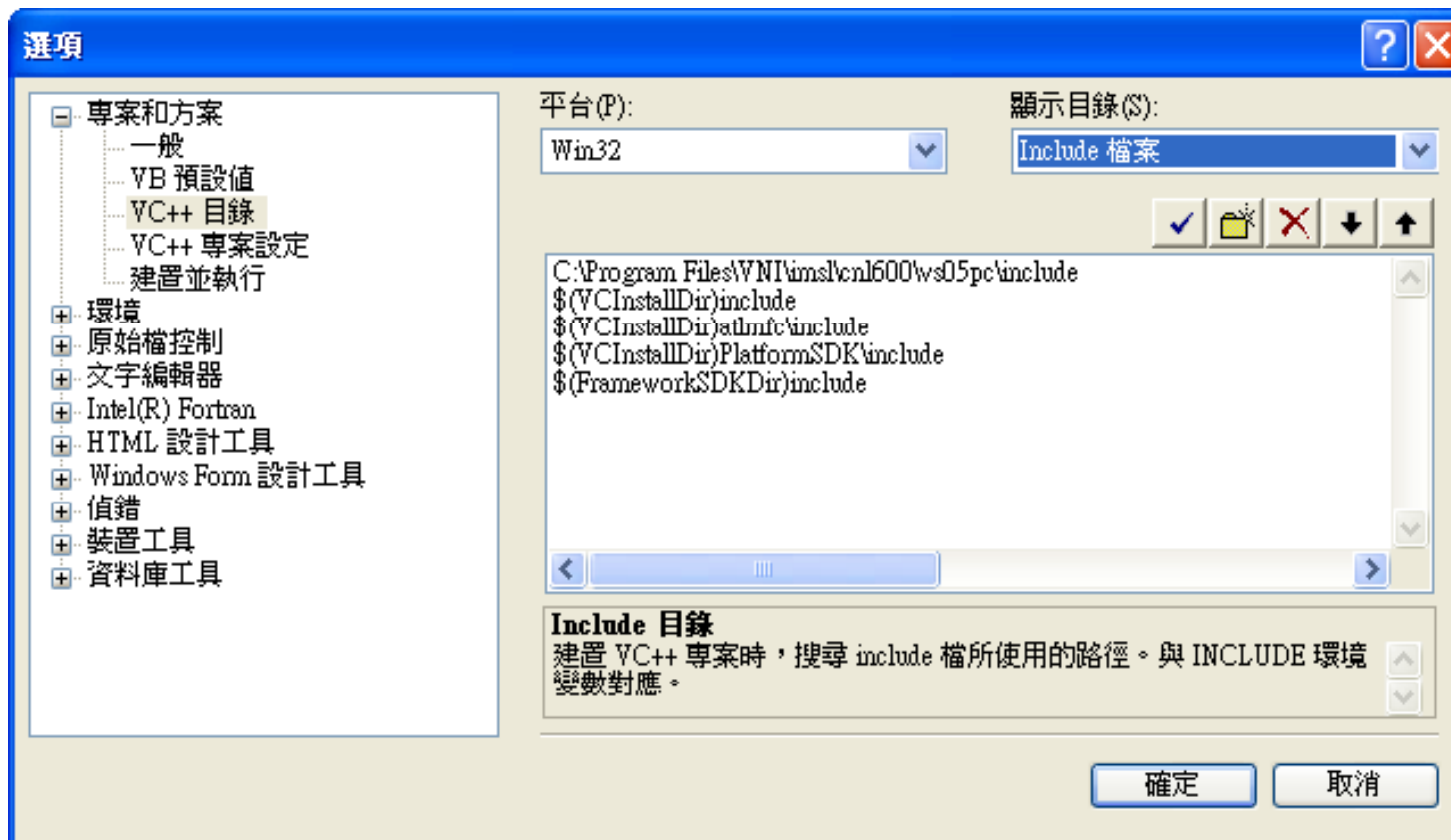 選項
専案和方案
一般
VB 預設值
VC++ 目錄
VC++ 專案設定
建置並執行
環境
原始檔控制
文字編輯器
Intel(R) Fortran
HTML 設計工具
Windows Form 設計工具
偵錯
裝置工具
資料庫工具
平台(P):
Win32
顯示目錄(S):
Include 檔案
C:\Program Files\VNI\imsl\cnl600\ws05pc\include
$(VCInstallDir)include
$(VCInstallDir)atlmfc\include
$(VCInstallDir)PlatformSDK\include
$(FrameworkSDKDir)include
Include 目錄
建置 VC++ 專案時，搜尋 include 檔所使用的路徑。與 INCLUDE 環境
變數對應。
確定
取消